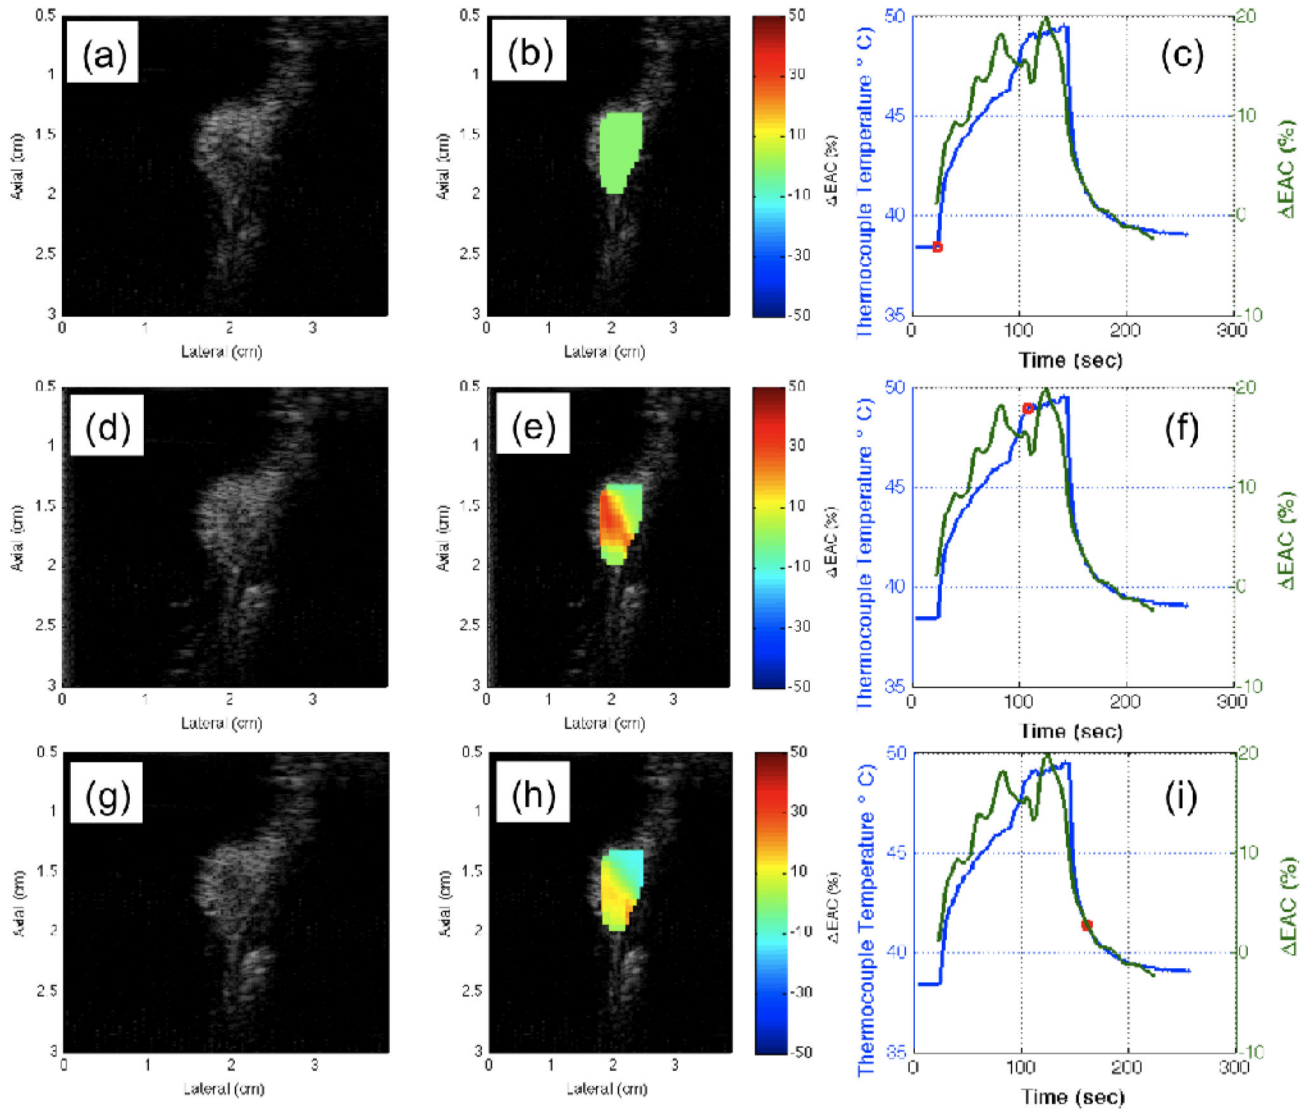 (a)
0.5
1
1.5
2
2.5
3
0 1 2 3
Axial (cm)
Lateral (cm)
(b)
0.5
1
1.5
2
2.5
3
0 1 2 3
Axial (cm)
Lateral (cm)
50
30
10
-10
-30
-50
ΔEAC (%)
(c)
50
45
40
35
Thermocouple Temperature ° C)
20
10
0
-10
ΔEAC (%)
0 100 200 300
Time (sec)
(d)
0.5
1
1.5
2
2.5
3
0 1 2 3
Axial (cm)
Lateral (cm)
(e)
0.5
1
1.5
2
2.5
3
0 1 2 3
Axial (cm)
Lateral (cm)
50
30
10
-10
-30
-50
ΔEAC (%)
(f)
50
45
40
35
Thermocouple Temperature ° C)
20
10
0
-10
ΔEAC (%)
0 100 200 300
Time (sec)
(g)
0.5
1
1.5
2
2.5
3
0 1 2 3
Axial (cm)
Lateral (cm)
(h)
0.5
1
1.5
2
2.5
3
0 1 2 3
Axial (cm)
Lateral (cm)
50
30
10
-10
-30
-50
ΔEAC (%)
(i)
50
45
40
35
Thermocouple Temperature ° C)
20
10
0
-10
ΔEAC (%)
0 100 200 300
Time (sec)